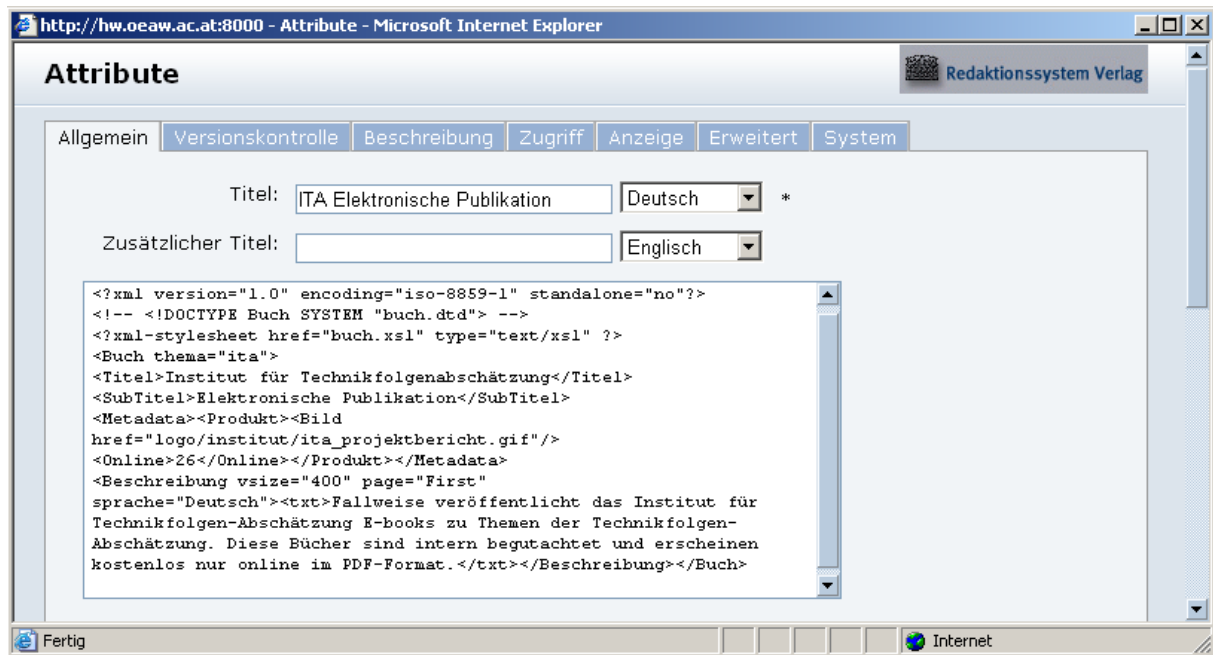 http://hw.oeaw.ac.at:8000 - Attribute - Microsoft Internet Explorer
Attribute
Redaktionssystem Verlag
Allgemein Versionskontrolle Beschreibung Zugriff Anzeige Erweitert System
Titel: ITA Elektronische Publikation Deutsch *
Zusätzlicher Titel: Englisch
<?xml version="1.0" encoding="iso-8859-1" standalone="no"?>
<!-- <!DOCTYPE Buch SYSTEM "buch.dtd"> -->
<?xml-stylesheet href="buch.xsl" type="text/xsl" ?>
<Buch thema="ita">
<Titel>Institut für Technikfolgenabschätzung</Titel>
<SubTitel>Elektronische Publikation</SubTitel>
<Metadata><Produkt><Bild
href="logo/institut/ita_projektbericht.gif"/>
<Online>26</Online></Produkt></Metadata>
<Beschreibung vsize="400" page="First"
sprache="Deutsch"><txt>Fallweise veröffentlicht das Institut für
Technikfolgen-Abschätzung E-books zu Themen der Technikfolgen-
Abschätzung. Diese Bücher sind intern begutachtet und erscheinen
kostenlos nur online im PDF-Format.</txt></Beschreibung></Buch>
Fertig Internet